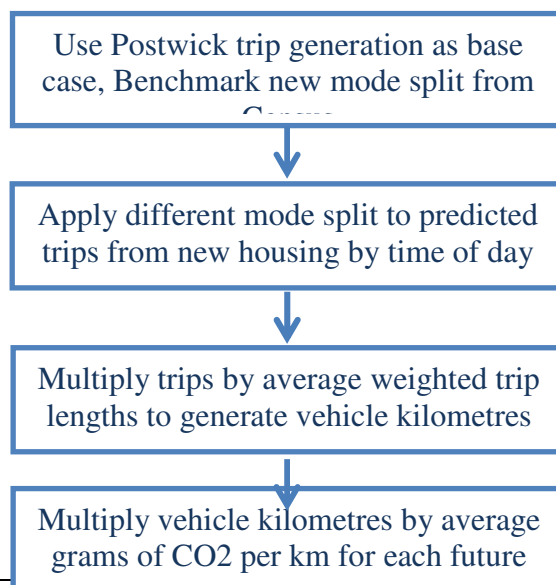 Use Postwick trip generation as base
case, Benchmark new mode split from
Apply different mode split to predicted
trips from new housing by time of day
Multiply trips by average weighted trip
lengths to generate vehicle kilometres
Multiply vehicle kilometres by average
grams of CO2 per km for each future